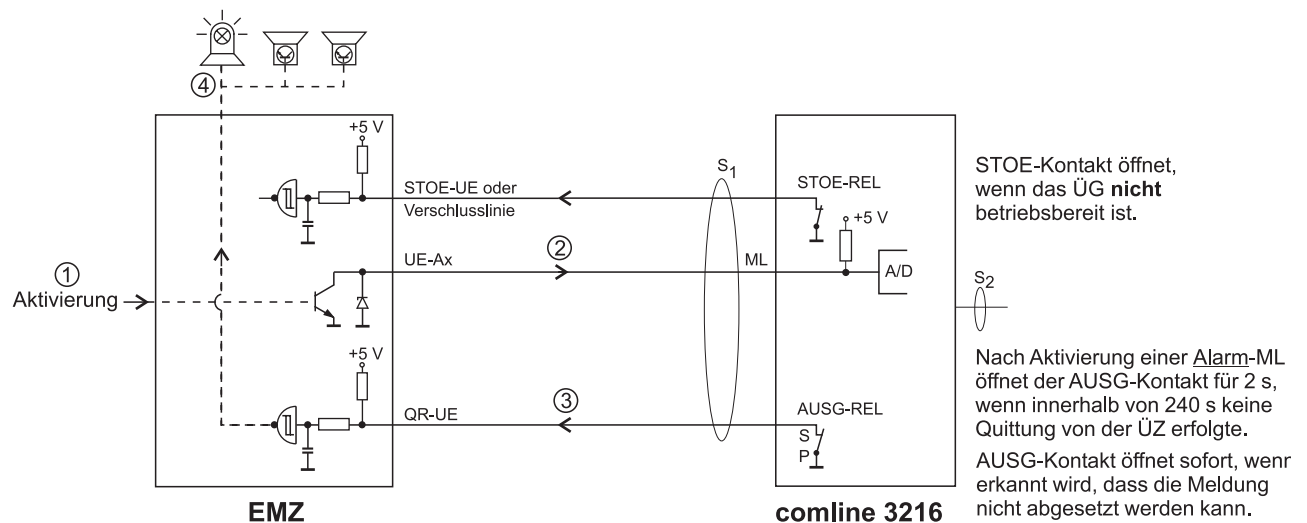 ④
+5 V
STOE-UE oder
Verschlusslinie
S1
STOE-REL
STOE-Kontakt öffnet,
wenn das ÜG nicht
betriebsbereit ist.
+5 V
①
Aktivierung
UE-Ax
②
ML
A/D
S2
+5 V
QR-UE
③
AUSG-REL
S
P
Nach Aktivierung einer Alarm-ML
öffnet der AUSG-Kontakt für 2 s,
wenn innerhalb von 240 s keine
Quittung von der ÜZ erfolgte.
AUSG-Kontakt öffnet sofort, wenn
erkannt wird, dass die Meldung
nicht abgesetzt werden kann.
EMZ
comline 3216